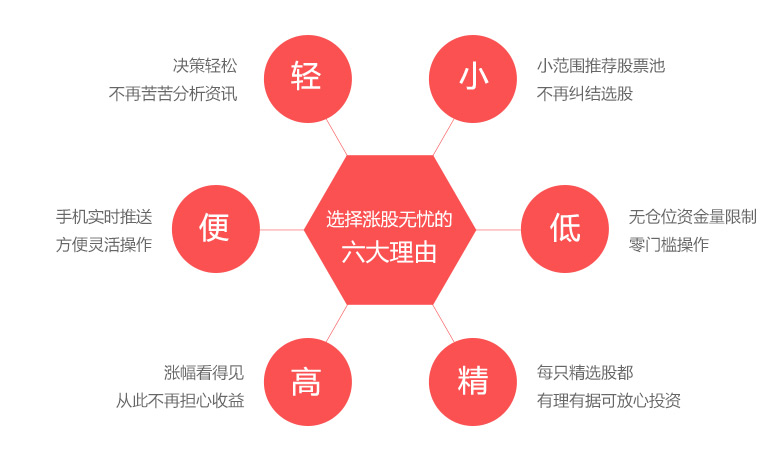 决策轻松
不再苦苦分析资讯
轻
小
小范围推荐股票池
不再纠结选股
手机实时推送
方便灵活操作
便
选择涨股无忧的
六大理由
低
无仓位资金量限制
零门槛操作
涨幅看得见
从此不再担心收益
高
精
每只精选股都
有理有据可放心投资